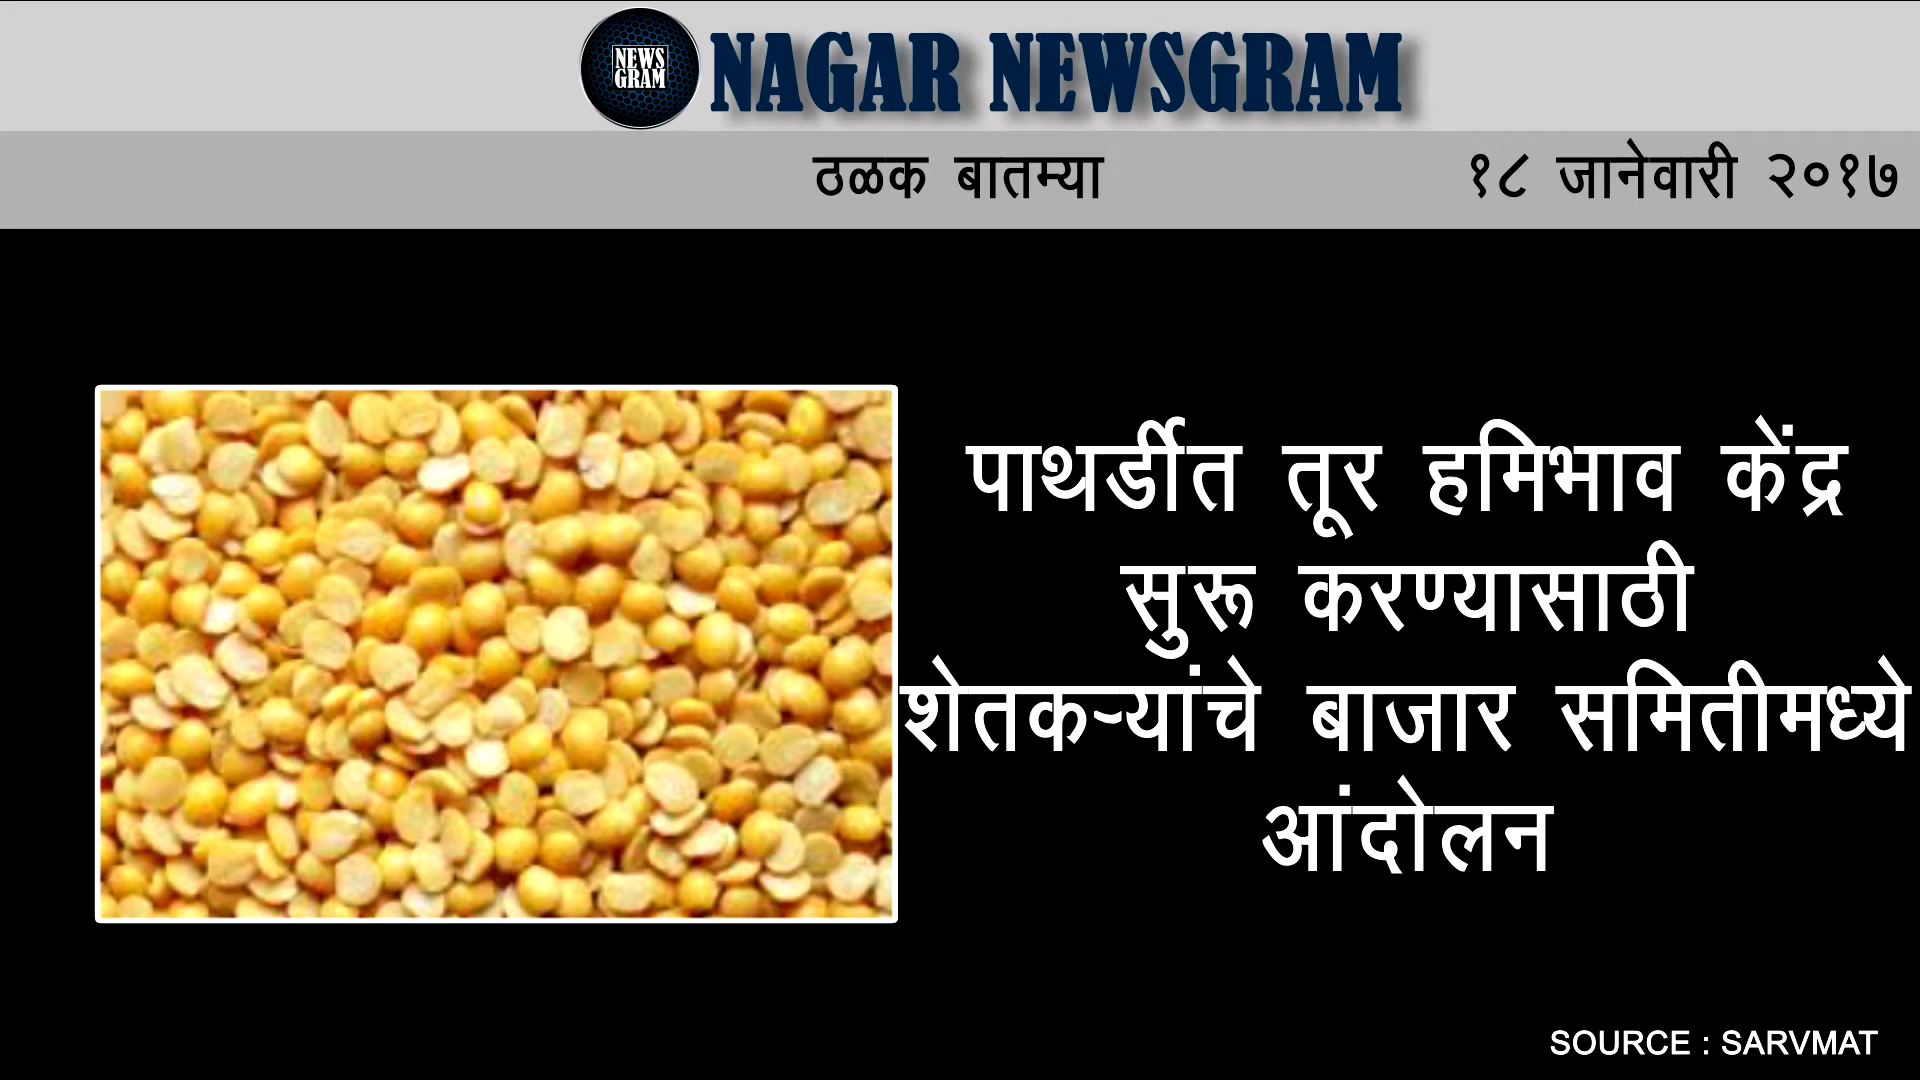 NEWS
GRAM
NAGAR NEWSGRAM
ठळक बातम्या
१८ जानेवारी २०१७
पाथर्डीत तूर हमिभाव केंद्र
सुरू करण्यासाठी
शेतकऱ्यांचे बाजार समितीमध्ये
आंदोलन
SOURCE : SARVMAT